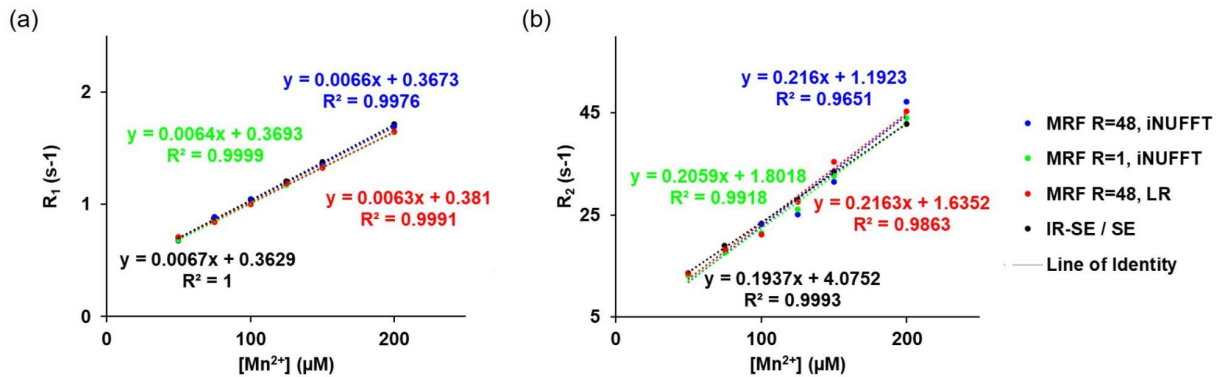 (a)
R₁ (s-1)
2
1
0
0
100
200
[Mn²⁺] (µM)
y = 0.0066x + 0.3673
R² = 0.9976
y = 0.0064x + 0.3693
R² = 0.9999
y = 0.0063x + 0.381
R² = 0.9991
y = 0.0067x + 0.3629
R² = 1
(b)
R₂ (s-1)
45
25
5
0
100
200
[Mn²⁺] (µM)
y = 0.216x + 1.1923
R² = 0.9651
y = 0.2059x + 1.8018
R² = 0.9918
y = 0.2163x + 1.6352
R² = 0.9863
y = 0.1937x + 4.0752
R² = 0.9993
MRF R=48, iNUFFT
MRF R=1, iNUFFT
MRF R=48, LR
IR-SE / SE
Line of Identity